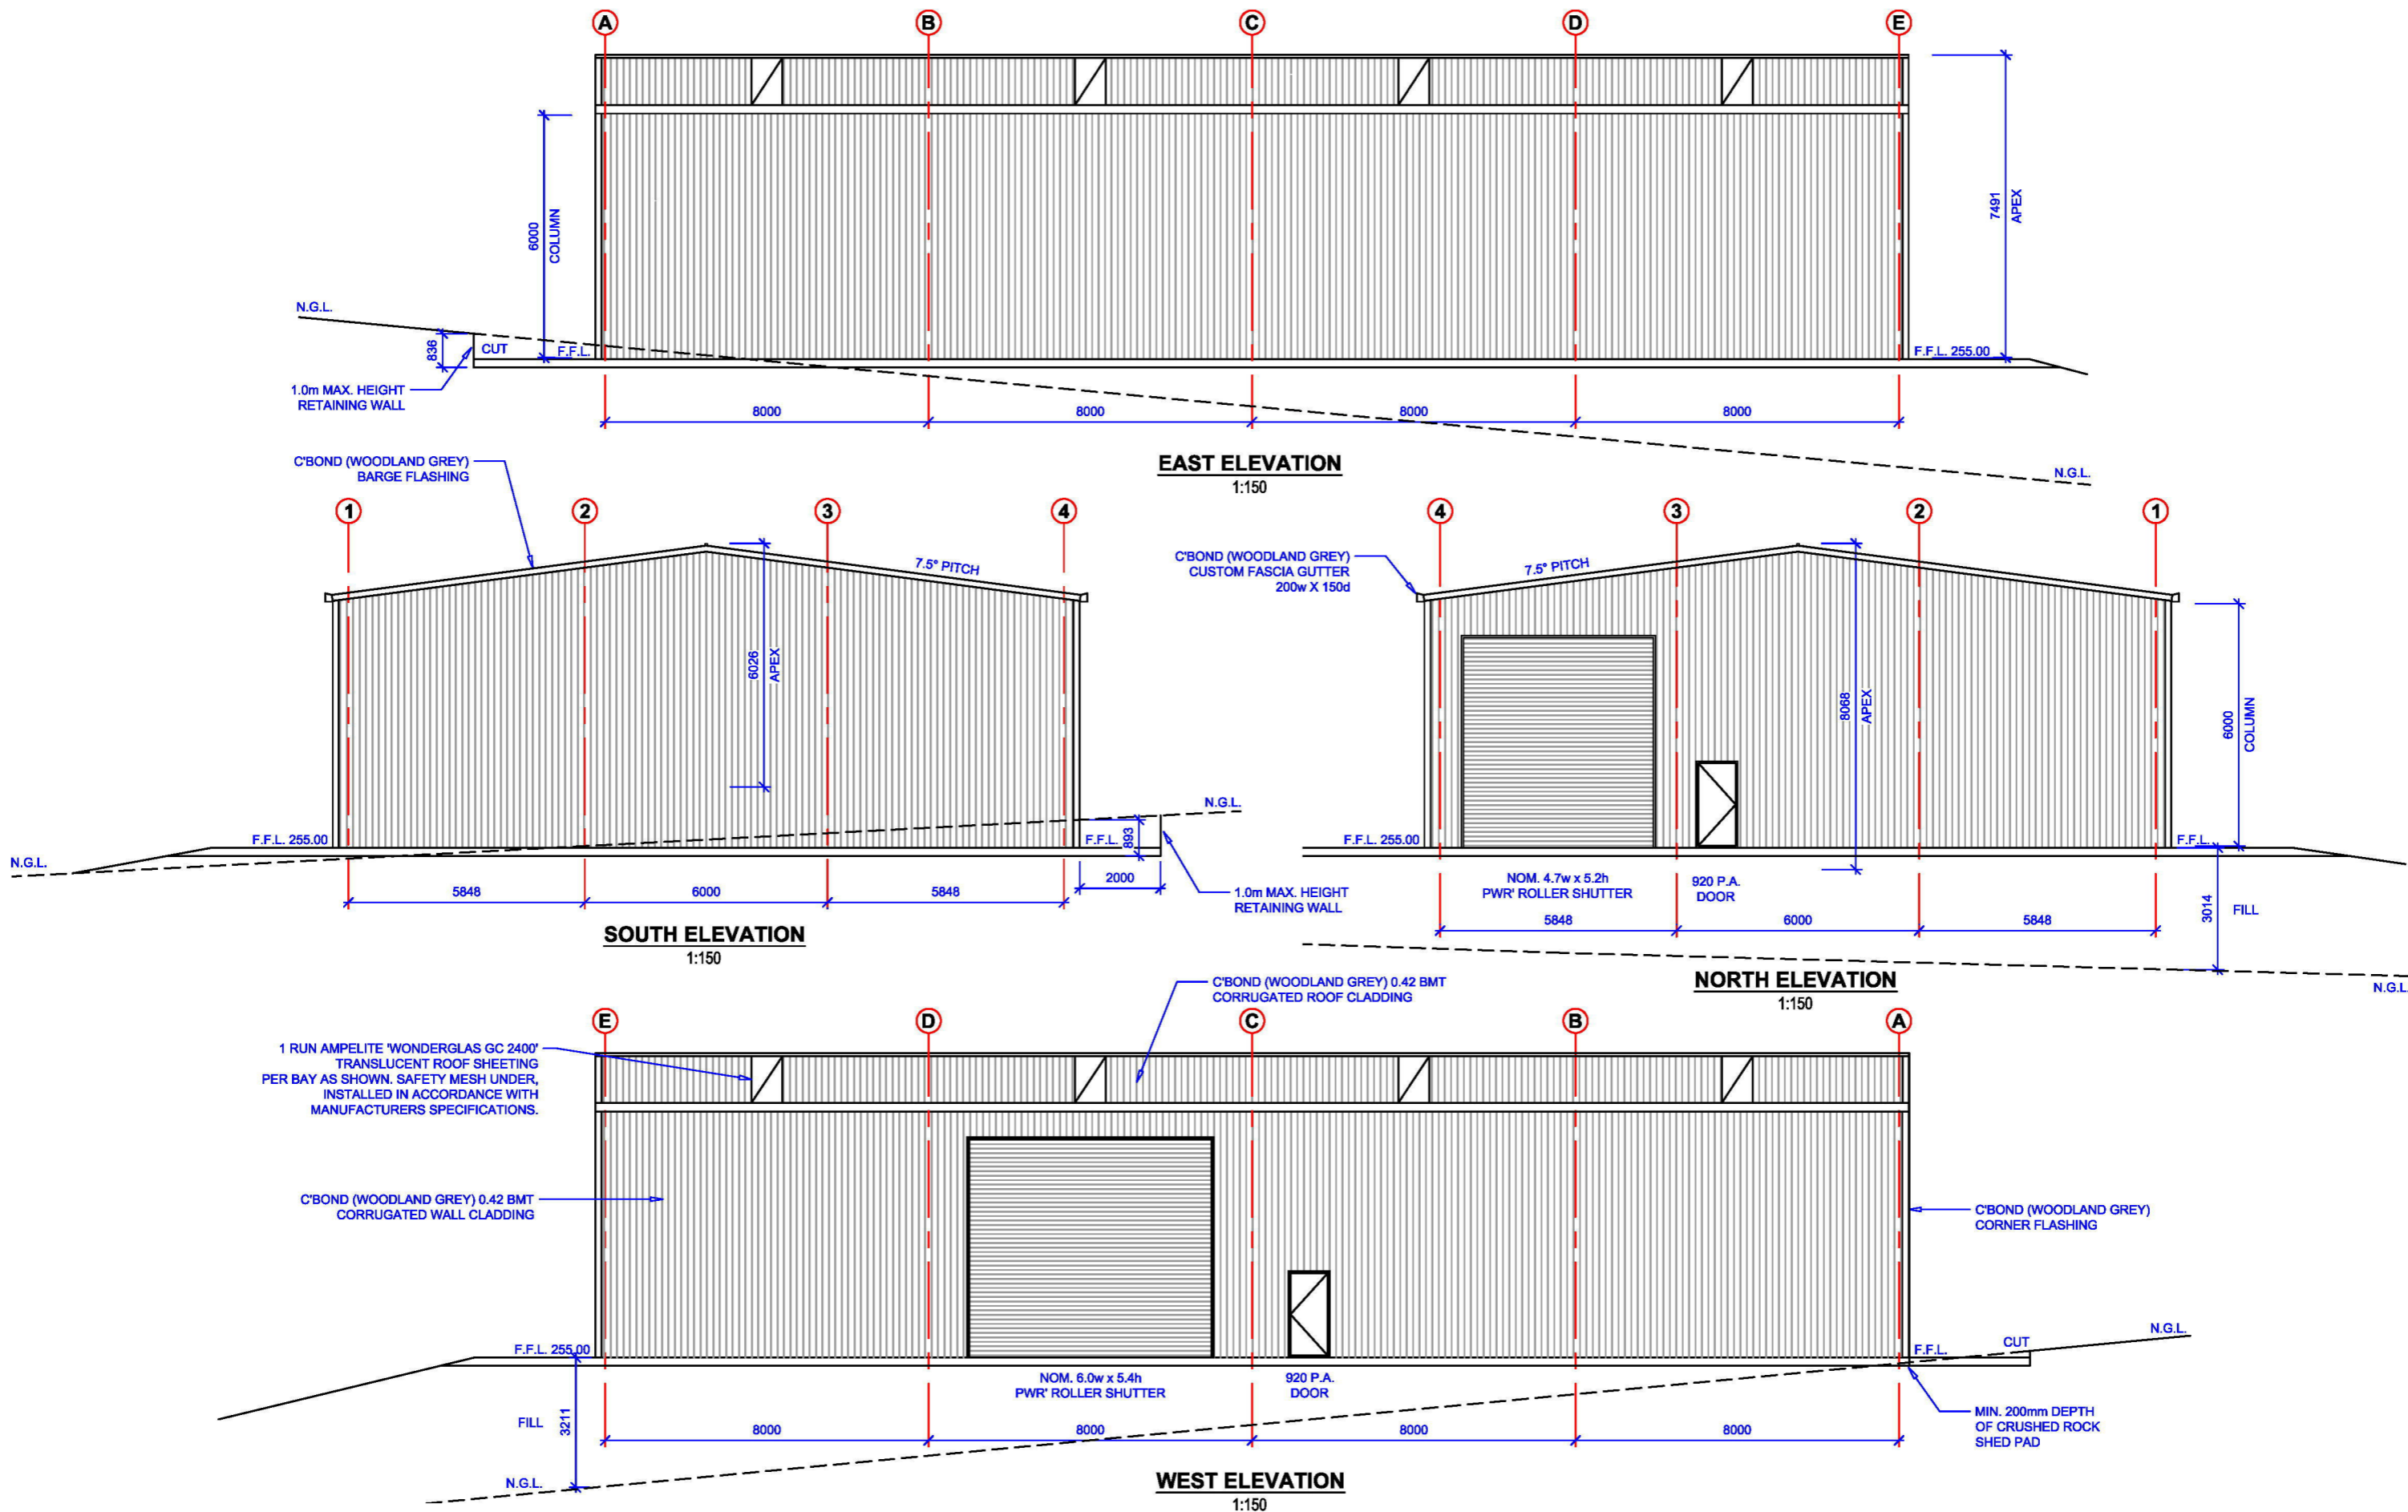 A
B
C
D
E
6000
COLUMN
7491
APEX
N.G.L.
836
CUT
F.F.L.
F.F.L. 255.00
1.0m MAX. HEIGHT
RETAINING WALL
8000
8000
8000
8000
EAST ELEVATION
1:150
N.G.L.
C'BOND (WOODLAND GREY)
BARGE FLASHING
1
2
3
4
7.5° PITCH
6026
APEX
N.G.L.
F.F.L. 255.00
F.F.L.
893
N.G.L.
2000
5848
6000
5848
1.0m MAX. HEIGHT
RETAINING WALL
SOUTH ELEVATION
1:150
4
3
2
1
C'BOND (WOODLAND GREY)
CUSTOM FASCIA GUTTER
200w X 150d
7.5° PITCH
8068
APEX
6000
COLUMN
F.F.L. 255.00
F.F.L.
NOM. 4.7w x 5.2h
PWR' ROLLER SHUTTER
920 P.A.
DOOR
5848
6000
5848
3014
FILL
NORTH ELEVATION
1:150
N.G.L.
C'BOND (WOODLAND GREY) 0.42 BMT
CORRUGATED ROOF CLADDING
E
D
C
B
A
1 RUN AMPELITE 'WONDERGLAS GC 2400'
TRANSLUCENT ROOF SHEETING
PER BAY AS SHOWN. SAFETY MESH UNDER,
INSTALLED IN ACCORDANCE WITH
MANUFACTURERS SPECIFICATIONS.
C'BOND (WOODLAND GREY) 0.42 BMT
CORRUGATED WALL CLADDING
C'BOND (WOODLAND GREY)
CORNER FLASHING
F.F.L. 255.00
F.F.L.
CUT
N.G.L.
NOM. 6.0w x 5.4h
PWR' ROLLER SHUTTER
920 P.A.
DOOR
FILL
3211
8000
8000
8000
8000
MIN. 200mm DEPTH
OF CRUSHED ROCK
SHED PAD
N.G.L.
WEST ELEVATION
1:150